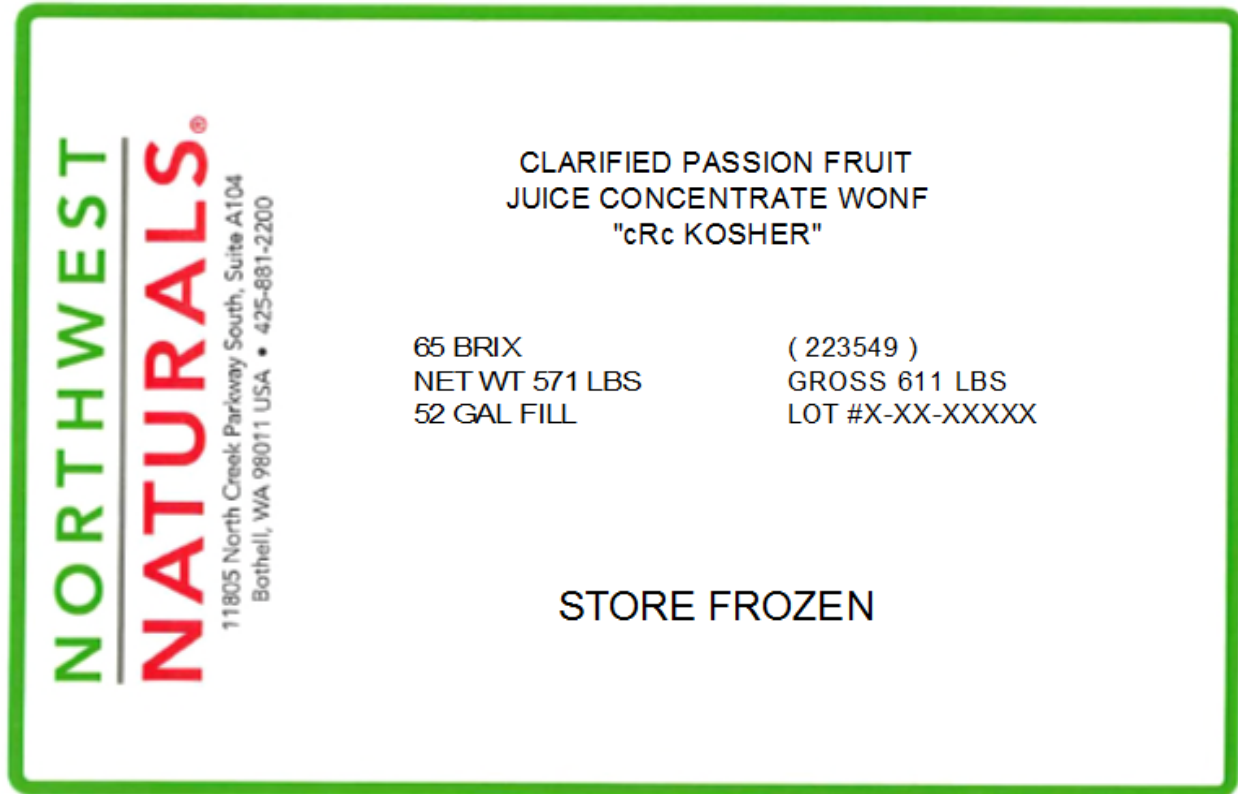 NORTHWEST
NATURALS®
11805 North Creek Parkway South, Suite A104
Bothell, WA 98011 USA • 425-881-2200
CLARIFIED PASSION FRUIT
JUICE CONCENTRATE WONF
"cRc KOSHER"
65 BRIX ( 223549 )
NET WT 571 LBS GROSS 611 LBS
52 GAL FILL LOT #X-XX-XXXXX
STORE FROZEN